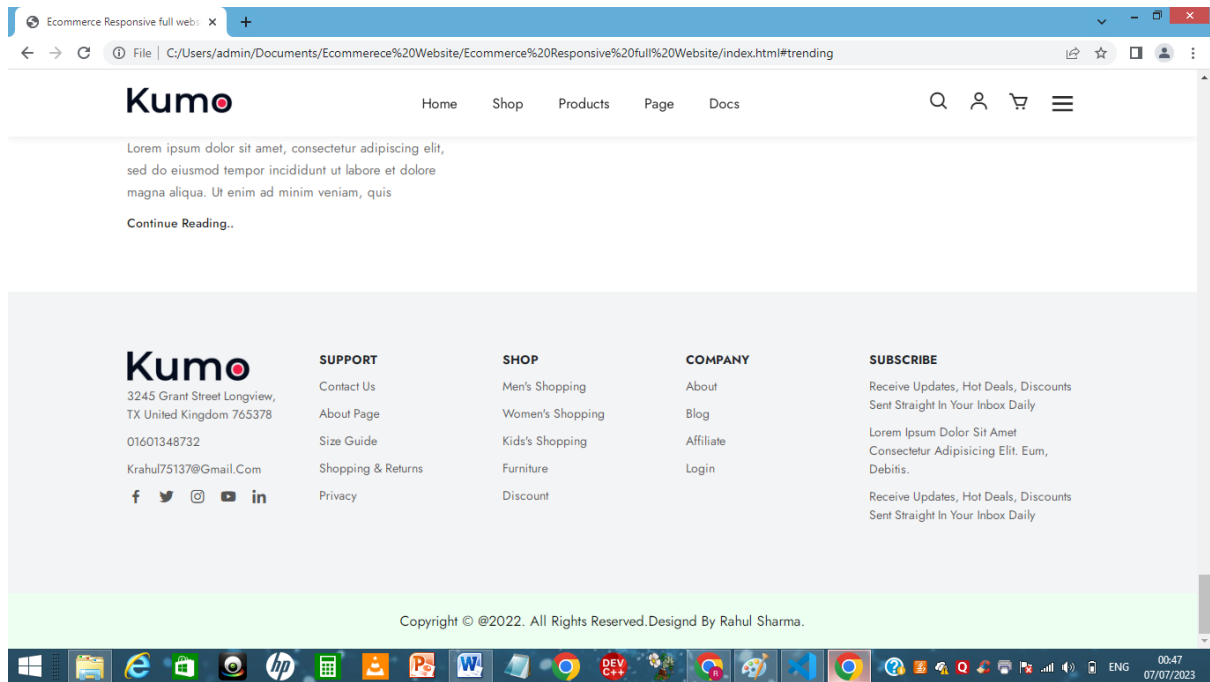 Ecommerce Responsive full webs
File | C:/Users/admin/Documents/Ecommerece%20Website/Ecommerce%20Responsive%20full%20Website/index.html#trending
Kumo
Home Shop Products Page Docs
Lorem ipsum dolor sit amet, consectetur adipiscing elit,
sed do eiusmod tempor incididunt ut labore et dolore
magna aliqua. Ut enim ad minim veniam, quis
Continue Reading..
Kumo
3245 Grant Street Longview,
TX United Kingdom 765378
01601348732
Krahul75137@Gmail.Com
SUPPORT
Contact Us
About Page
Size Guide
Shopping & Returns
Privacy
SHOP
Men's Shopping
Women's Shopping
Kid's Shopping
Furniture
Discount
COMPANY
About
Blog
Affiliate
Login
SUBSCRIBE
Receive Updates, Hot Deals, Discounts
Sent Straight In Your Inbox Daily
Lorem Ipsum Dolor Sit Amet
Consectetur Adipisicing Elit. Eum,
Debitis.
Receive Updates, Hot Deals, Discounts
Sent Straight In Your Inbox Daily
Copyright © @2022. All Rights Reserved.Designd By Rahul Sharma.
hp
DEV
C++
ENG
00:47
07/07/2023